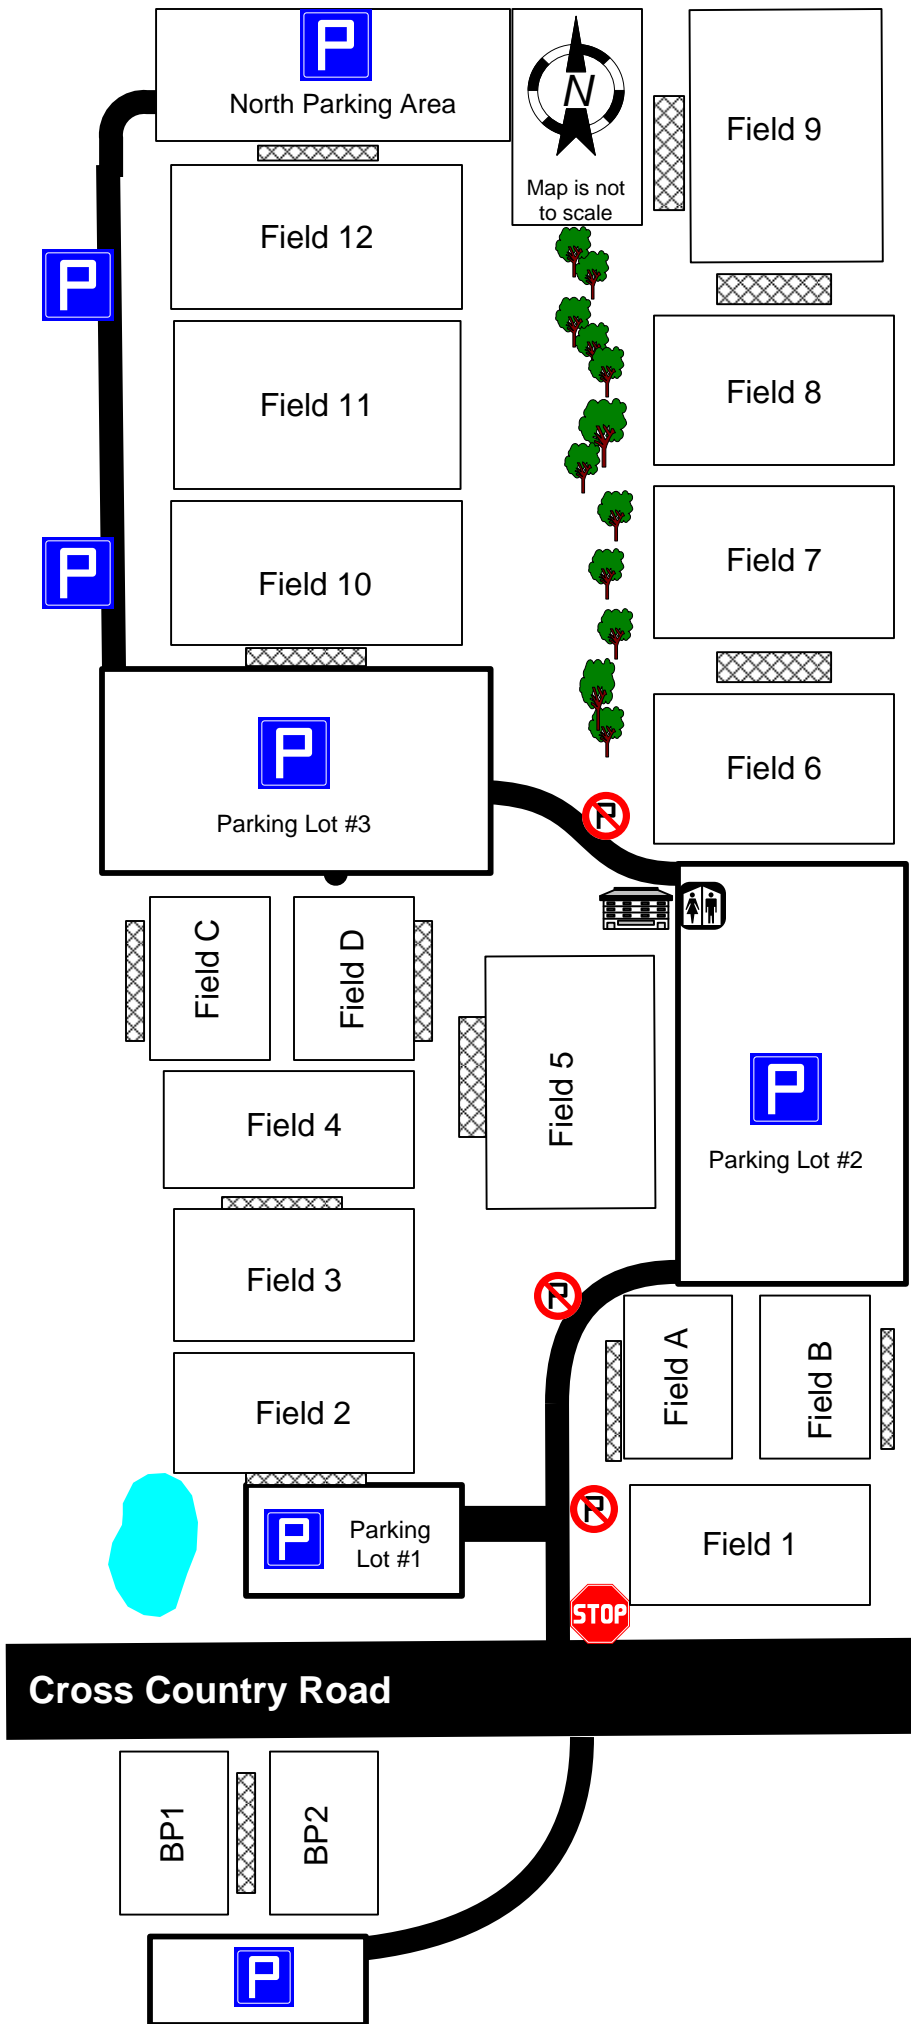 P
North Parking Area
N
Map is not
to scale
Field 9
Field 12
P
Field 11
Field 8
Field 10
P
Field 7
Field 6
P
Parking Lot #3
P
Field C
Field D
Field 5
P
Parking Lot #2
Field 4
Field 3
P
Field A
Field B
Field 2
P
Parking
Lot #1
P
Field 1
STOP
Cross Country Road
BP1
BP2
P